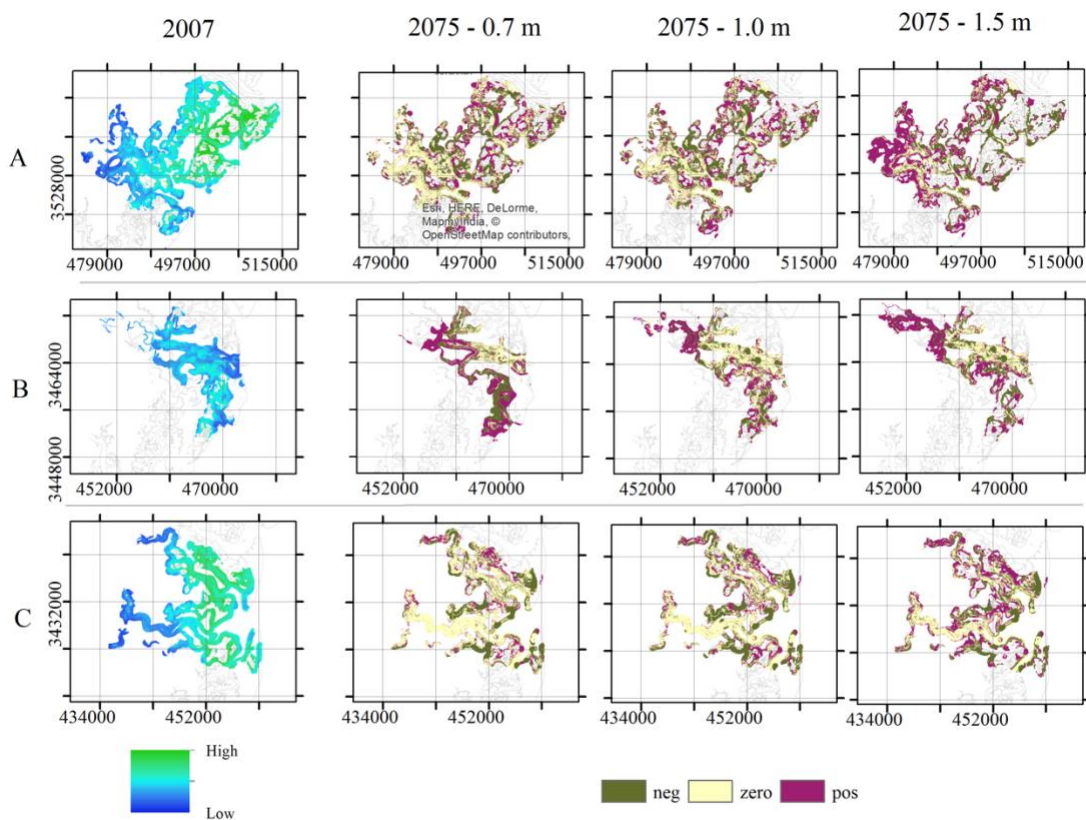 2007
2075 - 0.7 m
2075 - 1.0 m
2075 - 1.5 m
A
3528000
Esri, HERE, DeLorme,
MapmyIndia, ©
OpenStreetMap contributors,
479000 497000 515000
479000 497000 515000
479000 497000 515000
479000 497000 515000
B
3464000
3448000
452000 470000
452000 470000
452000 470000
452000 470000
C
3432000
434000 452000
434000 452000
434000 452000
434000 452000
High
Low
neg zero pos